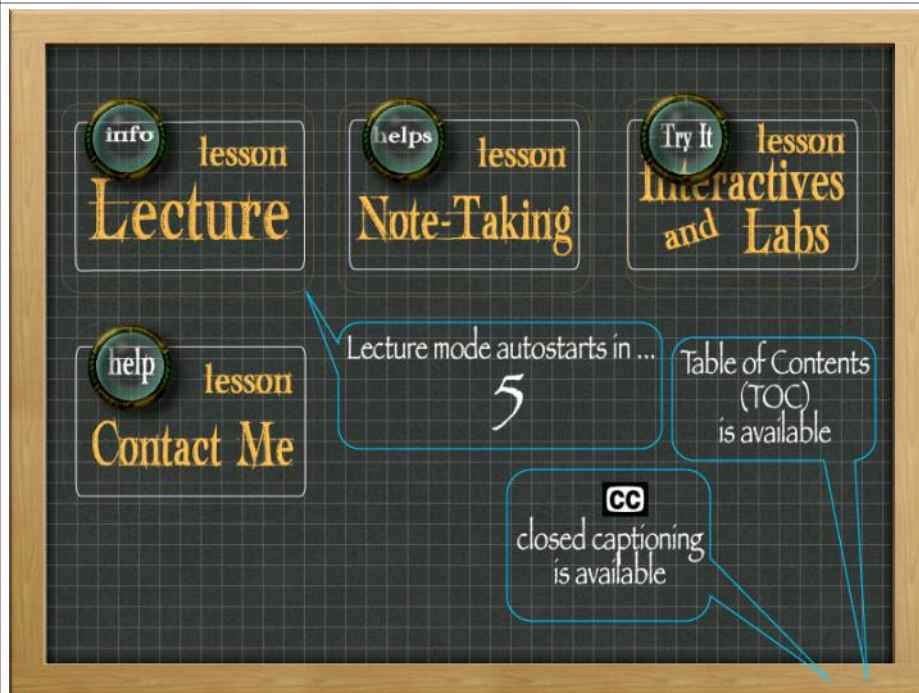 info
lesson
Lecture
helps
lesson
Note-Taking
Try It
lesson
Interactives
and Labs
help
lesson
Contact Me
Lecture mode autostarts in ...
5
Table of Contents
(TOC)
is available
CC
closed captioning
is available